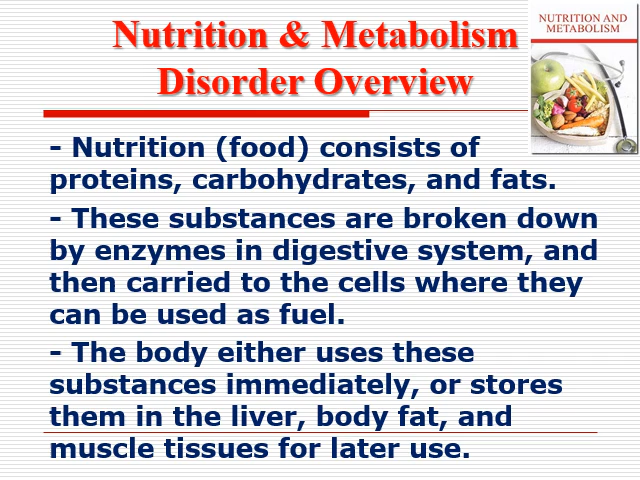 Nutrition & Metabolism
Disorder Overview
NUTRITION AND
METABOLISM
- Nutrition (food) consists of
proteins, carbohydrates, and fats.
- These substances are broken down
by enzymes in digestive system, and
then carried to the cells where they
can be used as fuel.
- The body either uses these
substances immediately, or stores
them in the liver, body fat, and
muscle tissues for later use.